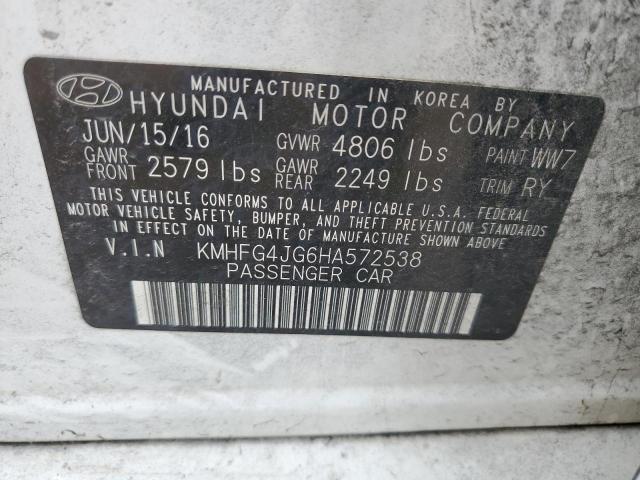 MANUFACTURED IN KOREA BY
HYUNDAI MOTOR COMPANY
JUN/15/16 GVWR 4806 lbs PAINT WW7
GAWR FRONT 2579 lbs GAWR REAR 2249 lbs TRIM RY
THIS VEHICLE CONFORMS TO ALL APPLICABLE U.S.A. FEDERAL
MOTOR VEHICLE SAFETY, BUMPER, AND THEFT PREVENTION STANDARDS
IN EFFECT ON THE DATE OF MANUFACTURE SHOWN ABOVE.
V.I.N KMHFG4JG6HA572538
PASSENGER CAR